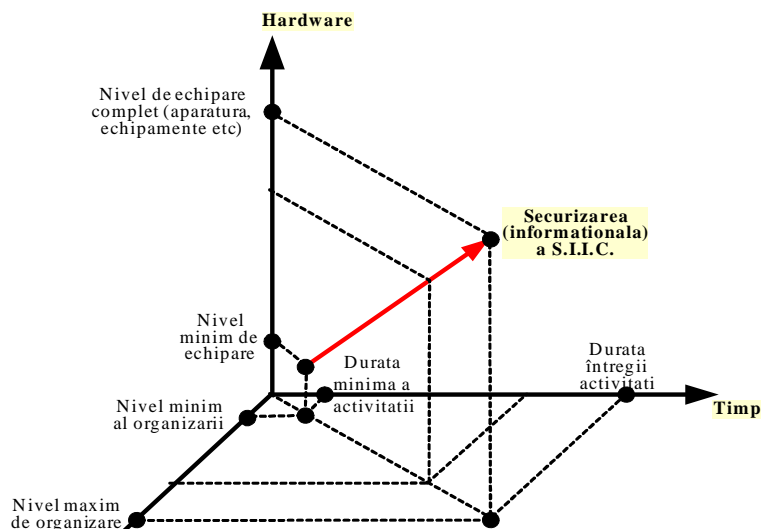 Hardware
Nivel de echipare
complet (aparatura,
echipamente etc)
Securizarea
(informationala)
a S.I.I.C.
Nivel
minim de
echipare
Durata
minima a
activitatii
Durata
întregii
activitati
Timp
Nivel minim
al organizarii
Nivel maxim
de organizare